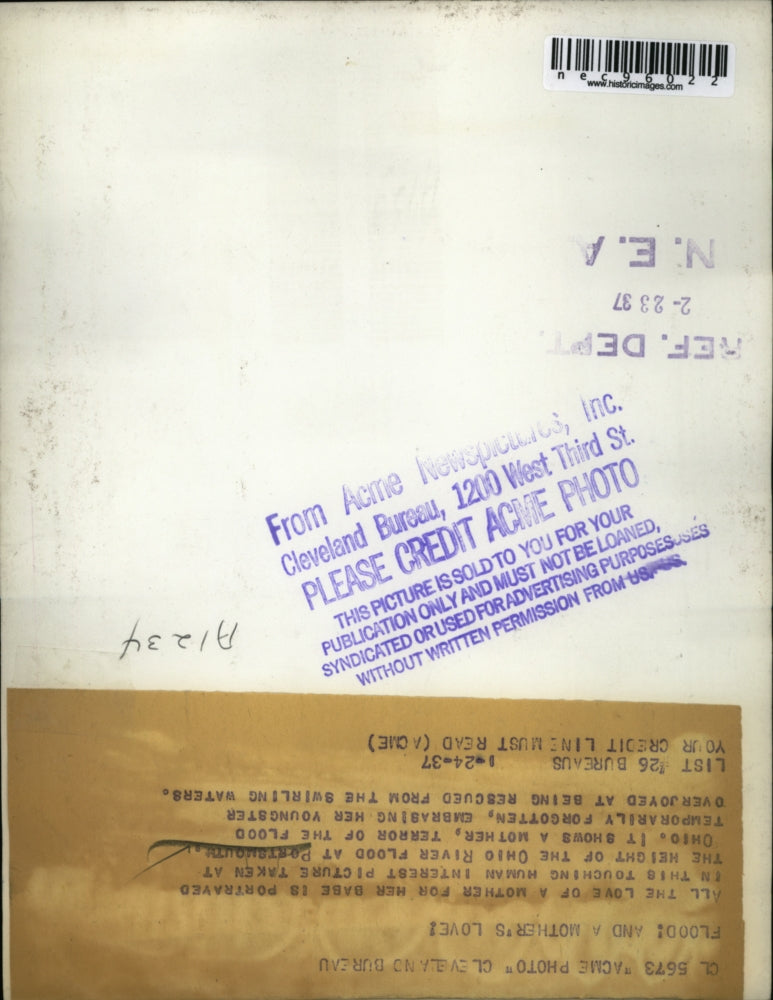 nec96022
www.historicimages.com
N. E. A
2- 23 37
REF. DEPT.
From Acme Newspictures, Inc.
Cleveland Bureau, 1200 West Third St.
PLEASE CREDIT ACME PHOTO
THIS PICTURE IS SOLD TO YOU FOR YOUR
PUBLICATION ONLY AND MUST NOT BE LOANED,
SYNDICATED OR USED FOR ADVERTISING PURPOSES
WITHOUT WRITTEN PERMISSION FROM US.
A1234
CL 5673 "ACME PHOTO" CLEVELAND BUREAU
FLOOD: AND A MOTHER'S LOVE:
ALL THE LOVE OF A MOTHER FOR HER BABE IS PORTRAYED
IN THIS TOUCHING HUMAN INTEREST PICTURE TAKEN AT
THE HEIGHT OF THE OHIO RIVER FLOOD AT PORTSMOUTH,
OHIO. IT SHOWS A MOTHER, TERROR OF THE FLOOD
TEMPORARILY FORGOTTEN, EMBRASING HER YOUNGSTER
OVERJOYED AT BEING RESCUED FROM THE SWIRLING WATERS.
LIST #26 BUREAUS 1-24-37
YOUR CREDIT LINE MUST READ (ACME)